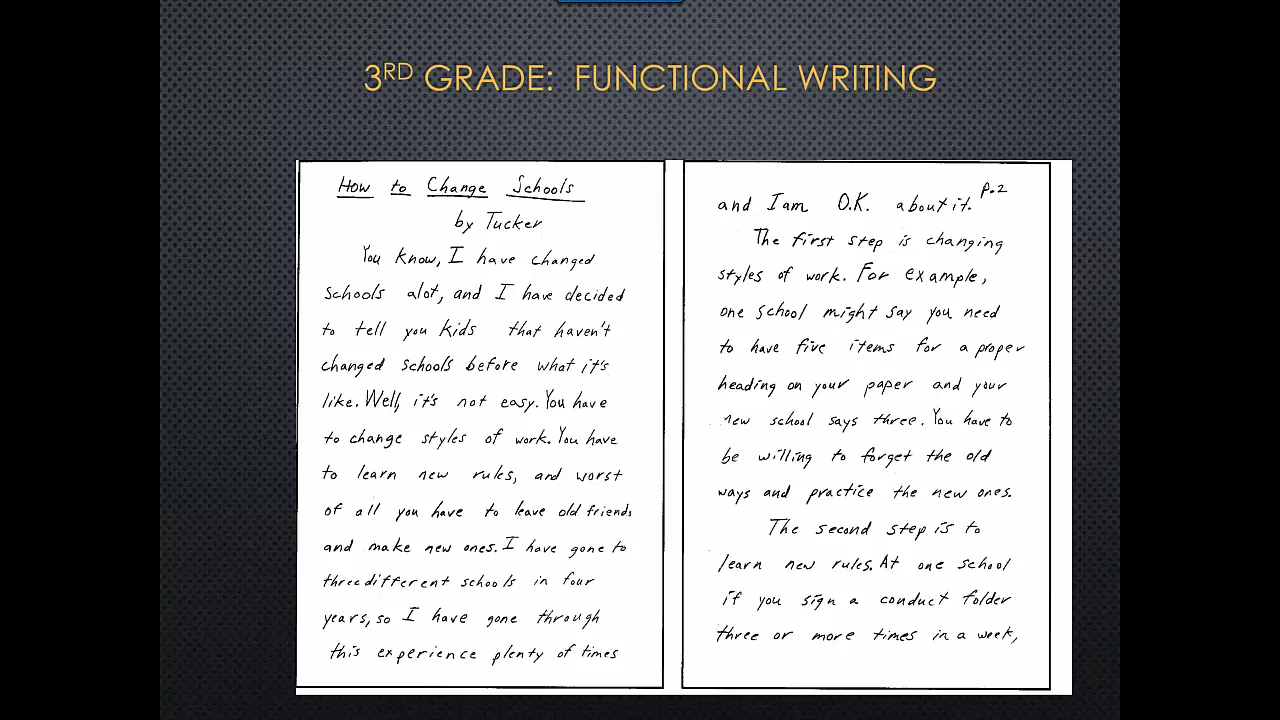 3RD GRADE: FUNCTIONAL WRITING
How to Change Schools
by Tucker
You know, I have changed
schools alot, and I have decided
to tell you kids that haven't
changed schools before what it's
like. Well, it's not easy. You have
to change styles of work. You have
to learn new rules, and worst
of all you have to leave old friends
and make new ones. I have gone to
three different schools in four
years, so I have gone through
this experience plenty of times
p.2
and I am O.K. about it.
The first step is changing
styles of work. For example,
one school might say you need
to have five items for a proper
heading on your paper and your
new school says three. You have to
be willing to forget the old
ways and practice the new ones.
The second step is to
learn new rules. At one school
if you sign a conduct folder
three or more times in a week,